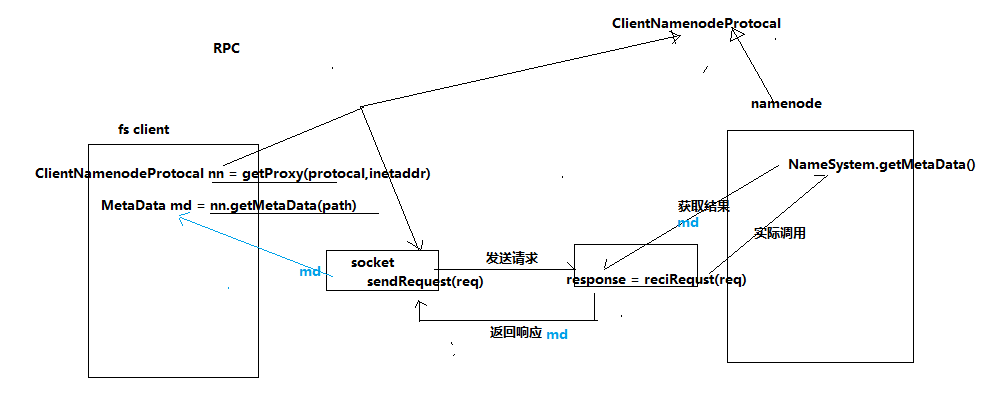 ClientNamenodeProtocal
RPC
namenode
fs client
NameSystem.getMetaData()
ClientNamenodeProtocal nn = getProxy(protocal,inetaddr)
MetaData md = nn.getMetaData(path)
获取结果
md
实际调用
发送请求
socket
md
sendRequest(req)
response = reciRequst(req)
返回响应 md